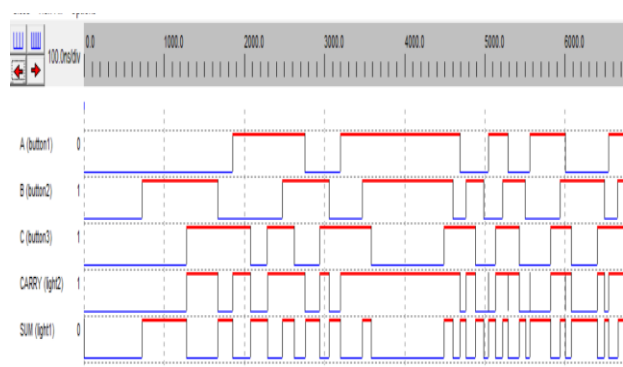 0.0 1000.0 2000.0 3000.0 4000.0 5000.0 6000.0
100.0ns/div
A (button1) 0
B (button2) 1
C (button3) 1
CARRY (light2) 1
SUM (light1) 0